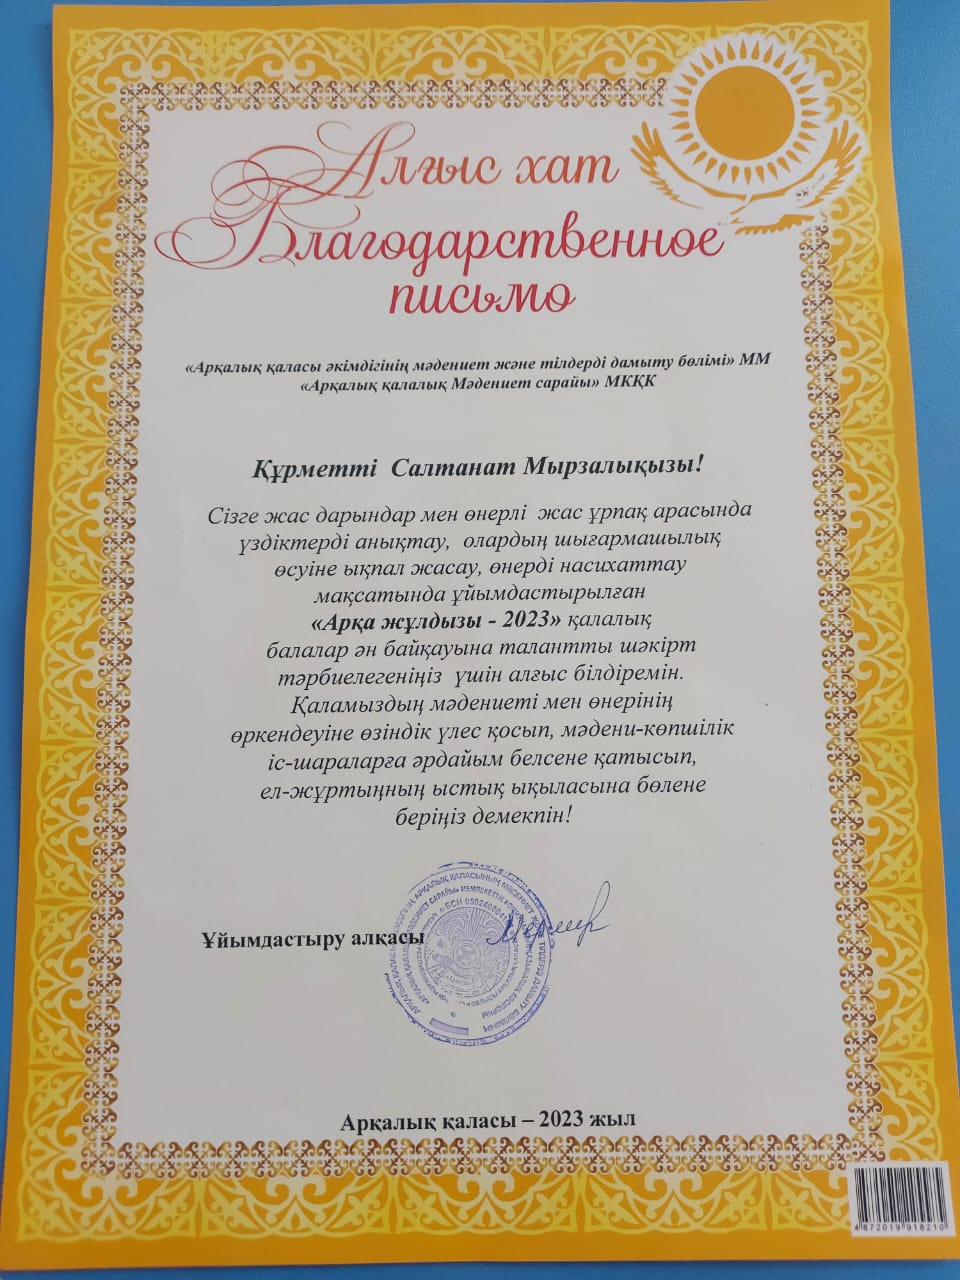 Алғыс хат
Благодарственное
письмо
«Арқалық қаласы әкімдігінің мәдениет және тілдерді дамыту бөлімі» ММ
«Арқалық қалалық Мәдениет сарайы» МКҚК
Құрметті Салтанат Мырзалықызы!
Сізге жас дарындар мен өнерлі жас ұрпақ арасында
үздіктерді анықтау, олардың шығармашылық
өсуіне ықпал жасау, өнерді насихаттау
мақсатында ұйымдастырылған
«Арқа жұлдызы - 2023» қалалық
балалар ән байқауына талантты шәкірт
тәрбиелегеніңіз үшін алғыс білдіремін.
Қаламыздың мәдениеті мен өнерінің
өркендеуіне өзіндік үлес қосып, мәдени-көпшілік
іс-шараларға әрдайым белсене қатысып,
ел-жұртыңның ыстық ықыласына бөлене
беріңіз демекпін!
Ұйымдастыру алқасы
Арқалық қаласы – 2023 жыл
4872019918210